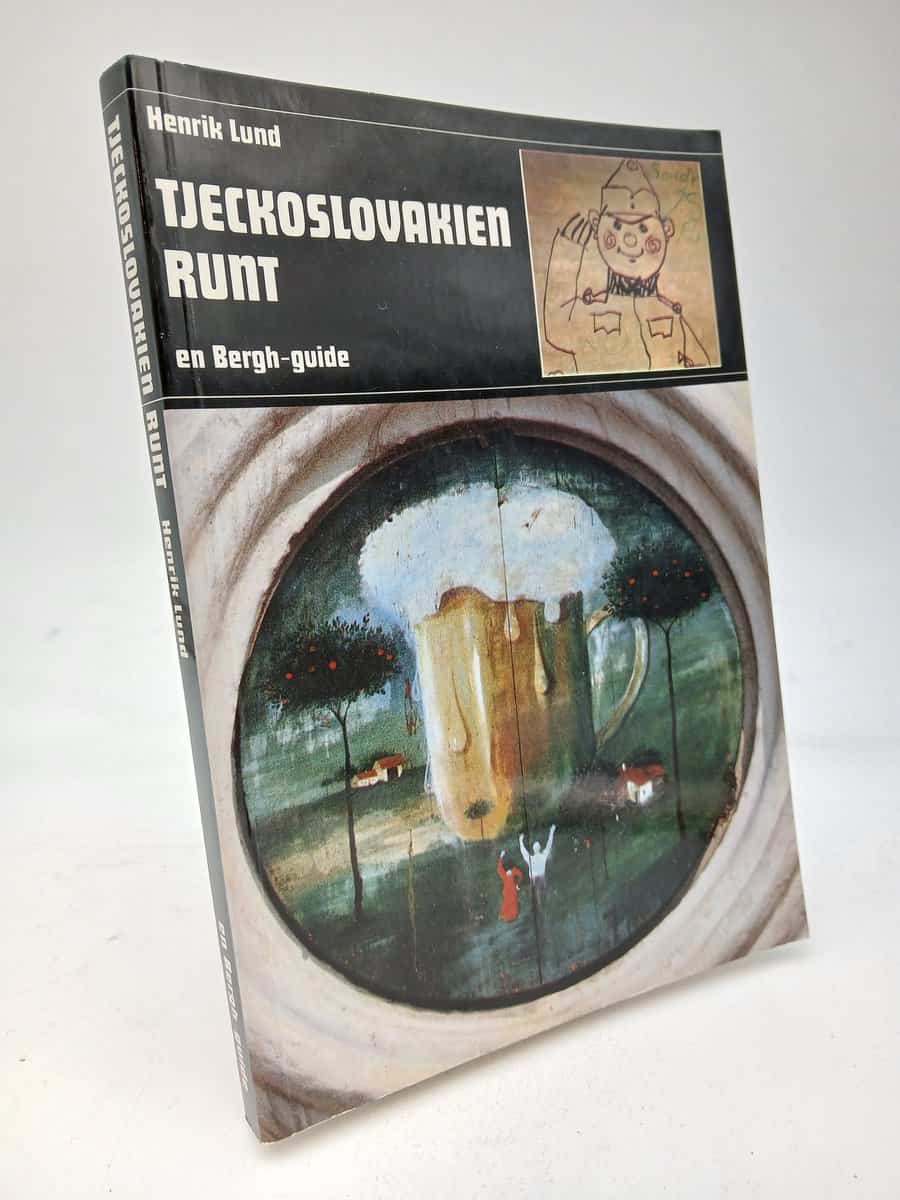 Henrik Lund
TJECKOSLOVAKIEN
RUNT
en Bergh-guide
TJECKOSLOVAKIEN RUNT Henrik Lund en Bergh-guide